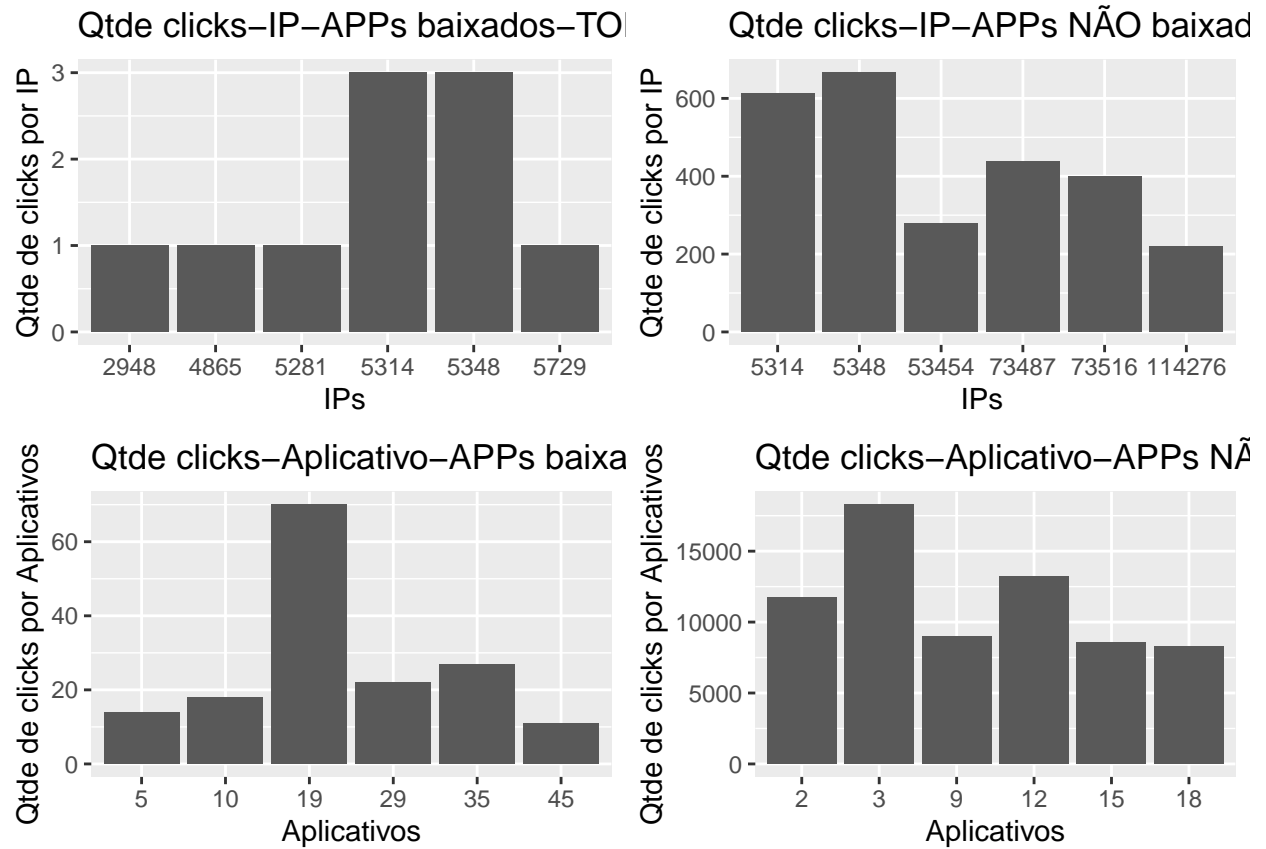 Qtde clicks–IP–APPs baixados–TO
Qtde de clicks por IP
3
2
1
0
2948 4865 5281 5314 5348 5729
IPs
Qtde clicks–IP–APPs NÃO baixad
Qtde de clicks por IP
600
400
200
0
5314 5348 53454 73487 73516 114276
IPs
Qtde clicks–Aplicativo–APPs baixa
Qtde de clicks por Aplicativos
60
40
20
0
5 10 19 29 35 45
Aplicativos
Qtde clicks–Aplicativo–APPs NÃ
Qtde de clicks por Aplicativos
15000
10000
5000
0
2 3 9 12 15 18
Aplicativos